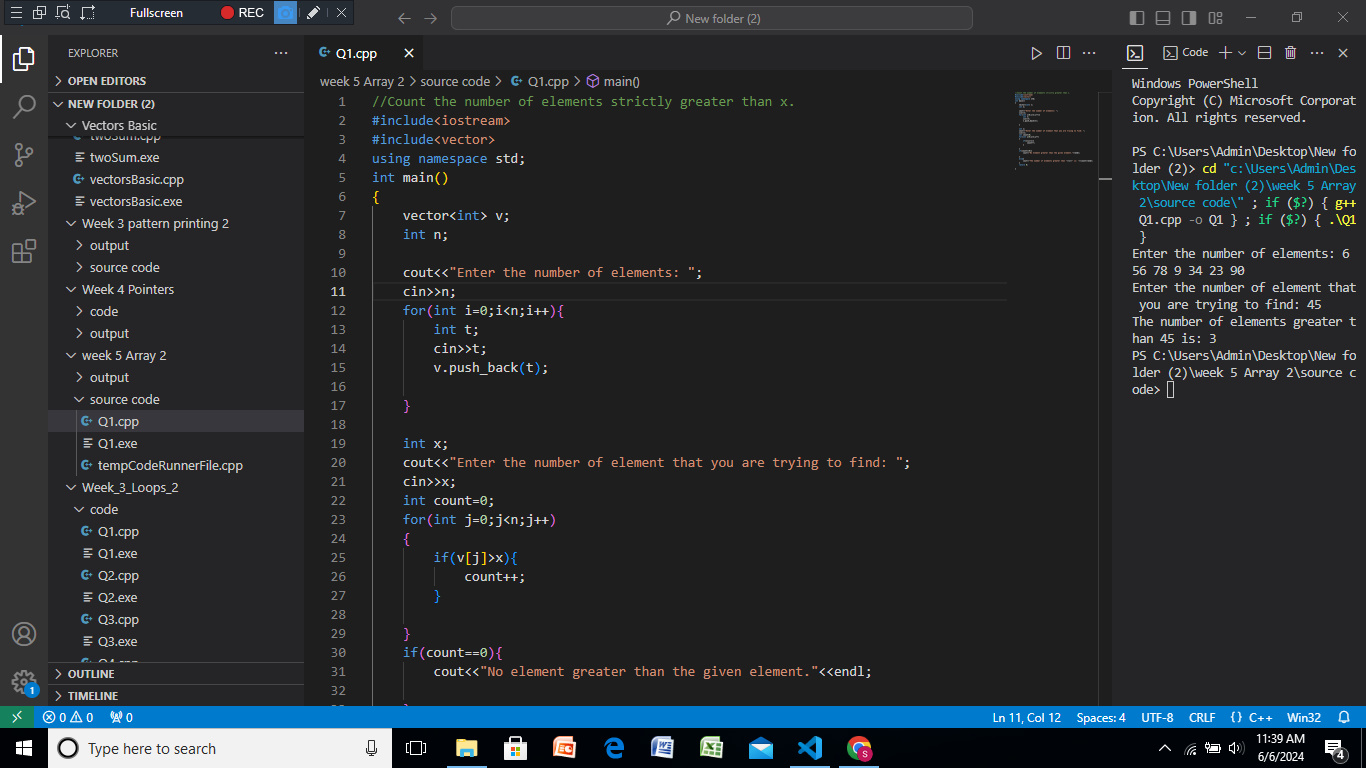 Fullscreen
REC
New folder (2)
EXPLORER
OPEN EDITORS
NEW FOLDER (2)
Vectors Basic
twoSum.cpp
twoSum.exe
vectorsBasic.cpp
vectorsBasic.exe
Week 3 pattern printing 2
output
source code
Week 4 Pointers
code
output
week 5 Array 2
output
source code
Q1.cpp
Q1.exe
tempCodeRunnerFile.cpp
Week_3_Loops_2
code
Q1.cpp
Q1.exe
Q2.cpp
Q2.exe
Q3.cpp
Q3.exe
Q4.cpp
OUTLINE
TIMELINE
Q1.cpp
week 5 Array 2 > source code > Q1.cpp > main()
1 //Count the number of elements strictly greater than x.
2 #include<iostream>
3 #include<vector>
4 using namespace std;
5 int main()
6 {
7 vector<int> v;
8 int n;
9
10 cout<<"Enter the number of elements: ";
11 cin>>n;
12 for(int i=0;i<n;i++){
13 int t;
14 cin>>t;
15 v.push_back(t);
16
17 }
18
19 int x;
20 cout<<"Enter the number of element that you are trying to find: ";
21 cin>>x;
22 int count=0;
23 for(int j=0;j<n;j++)
24 {
25 if(v[j]>x){
26 count++;
27 }
28
29 }
30 if(count==0){
31 cout<<"No element greater than the given element."<<endl;
32
Code
Windows PowerShell
Copyright (C) Microsoft Corporat
ion. All rights reserved.
PS C:\Users\Admin\Desktop\New fo
lder (2)> cd "c:\Users\Admin\Des
ktop\New folder (2)\week 5 Array
2\source code\" ; if ($?) { g++
Q1.cpp -o Q1 } ; if ($?) { .\Q1
}
Enter the number of elements: 6
56 78 9 34 23 90
Enter the number of element that
you are trying to find: 45
The number of elements greater t
han 45 is: 3
PS C:\Users\Admin\Desktop\New fo
lder (2)\week 5 Array 2\source c
ode>
0 0 0
Ln 11, Col 12 Spaces: 4 UTF-8 CRLF {} C++ Win32
1
Type here to search
11:39 AM
6/6/2024
4